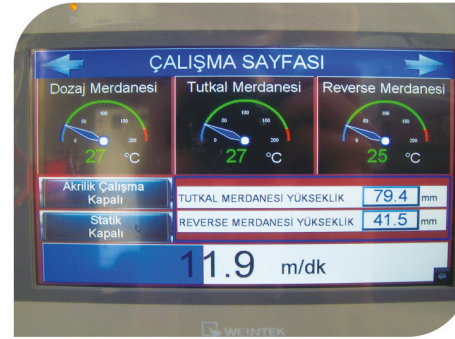 ÇALIŞMA SAYFASI
Dozaj Merdanesi
Tutkal Merdanesi
Reverse Merdanesi
50 100 150
0 200
27 °C
50 100 150
0 200
27 °C
50 100 150
0 200
25 °C
Akrilik Çalışma
Kapalı
TUTKAL MERDANESİ YÜKSEKLİK 79.4 mm
Statik
Kapalı
REVERSE MERDANESİ YÜKSEKLİK 41.5 mm
11.9 m/dk
WEINTEK